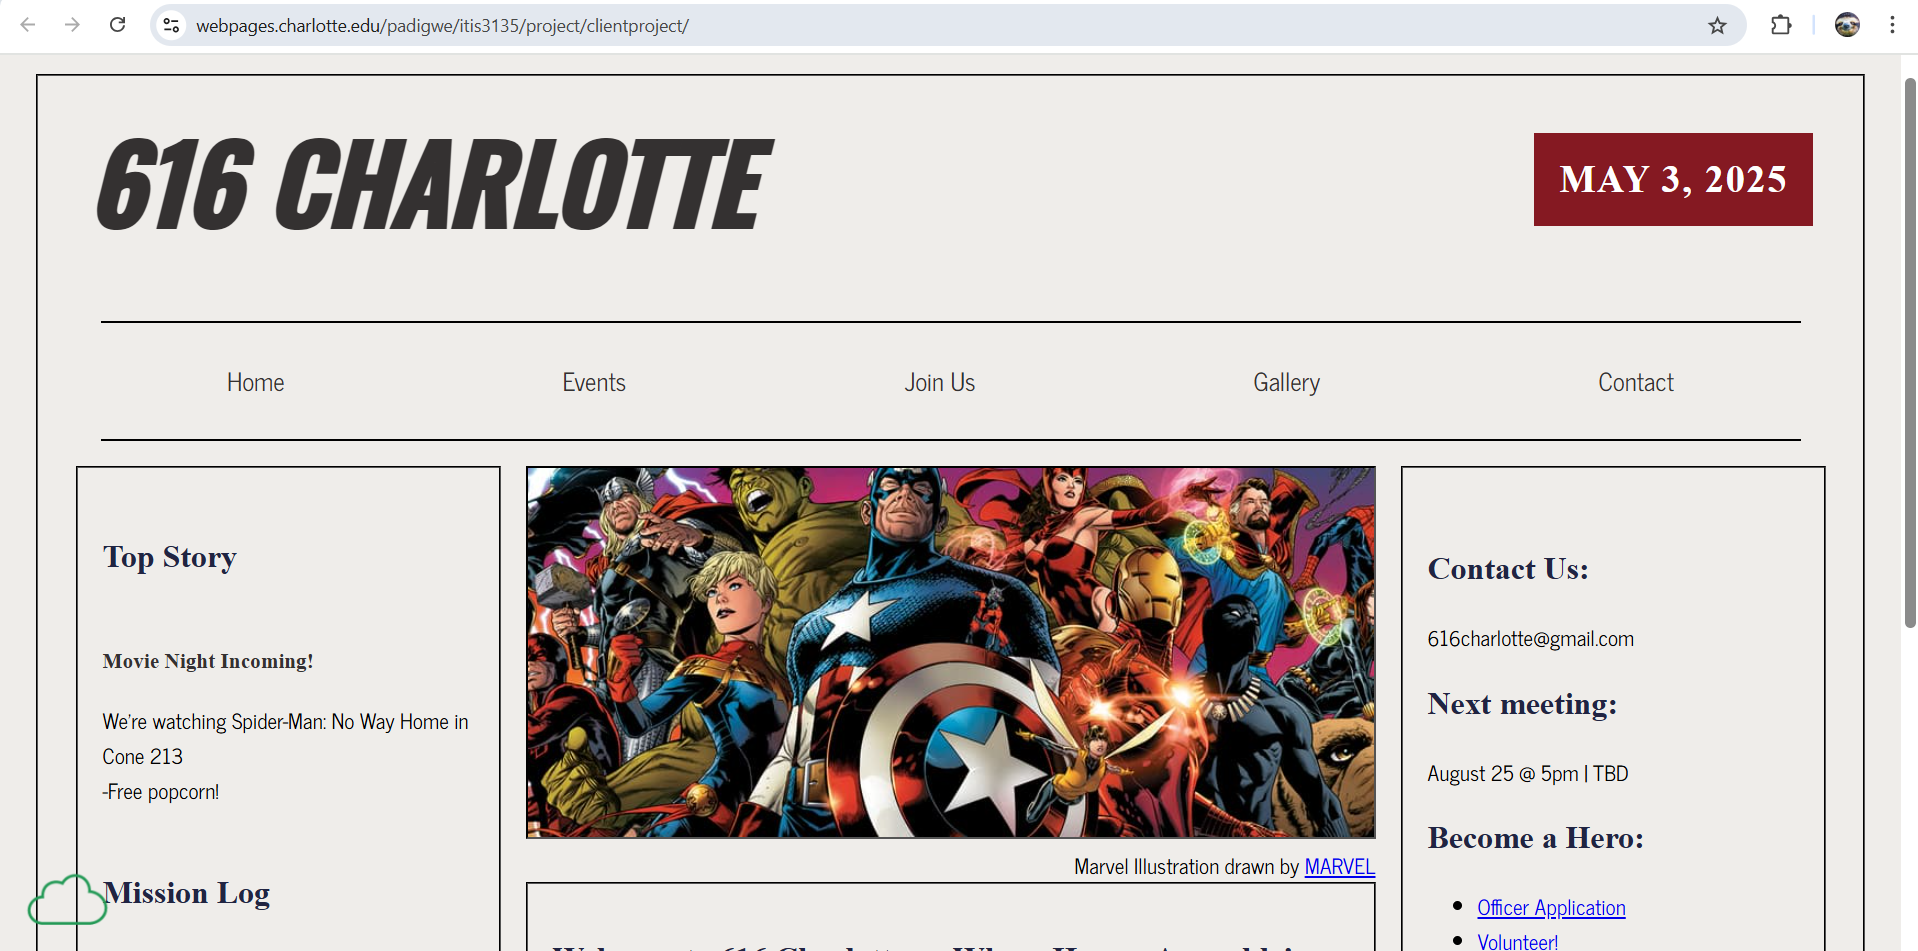 webpages.charlotte.edu/padigwe/itis3135/project/clientproject/
616 CHARLOTTE
MAY 3, 2025
Home
Events
Join Us
Gallery
Contact
Top Story
Movie Night Incoming!
We're watching Spider-Man: No Way Home in
Cone 213
-Free popcorn!
Mission Log
Marvel Illustration drawn by MARVEL
Contact Us:
616charlotte@gmail.com
Next meeting:
August 25 @ 5pm | TBD
Become a Hero:
Officer Application
Volunteer!